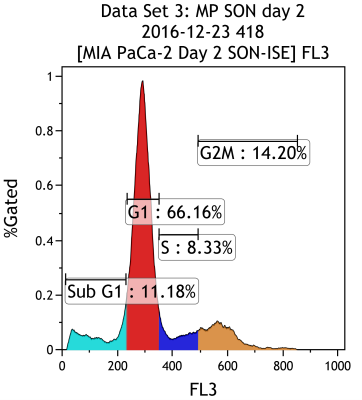 Data Set 3: MP SON day 2
2016-12-23 418
[MIA PaCa-2 Day 2 SON-ISE] FL3
1
0.8
0.6
0.4
0.2
0
%Gated
G2M : 14.20%
G1 : 66.16%
S : 8.33%
Sub G1 : 11.18%
0 200 400 600 800 1000
FL3